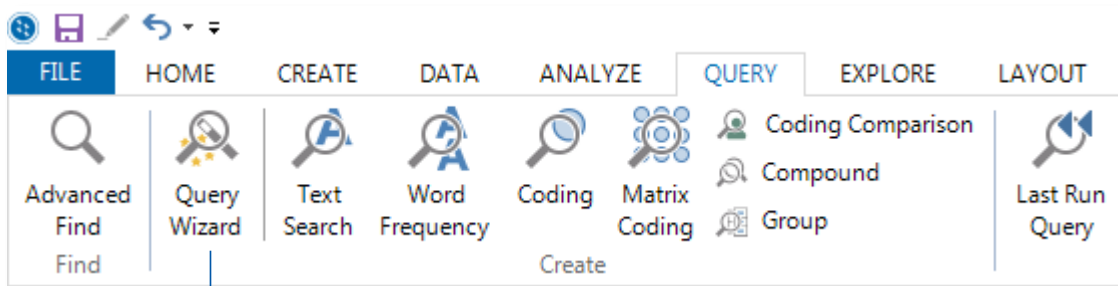 FILE HOME CREATE DATA ANALYZE QUERY EXPLORE LAYOUT
Advanced
Find
Query
Wizard
Text
Search
Word
Frequency
Coding
Matrix
Coding
Coding Comparison
Compound
Group
Last Run
Query
Find
Create